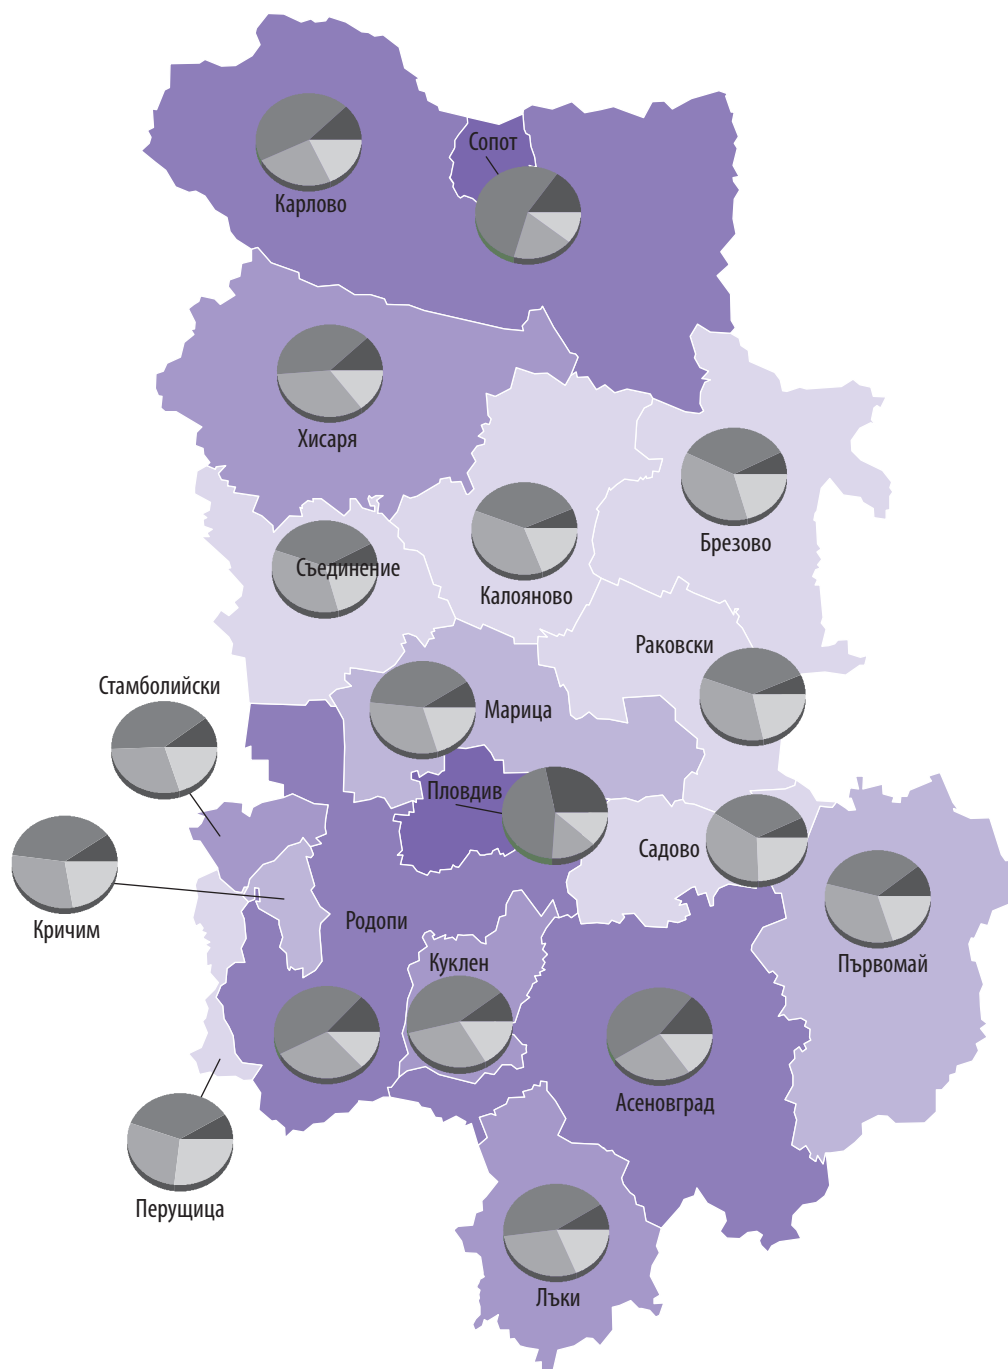 Сопот
Карлово
Хисаря
Брезово
Съединение
Калояново
Раковски
Стамболийски
Марица
Пловдив
Садово
Кричим
Родопи
Куклен
Първомай
Асеновград
Перущица
Лъки